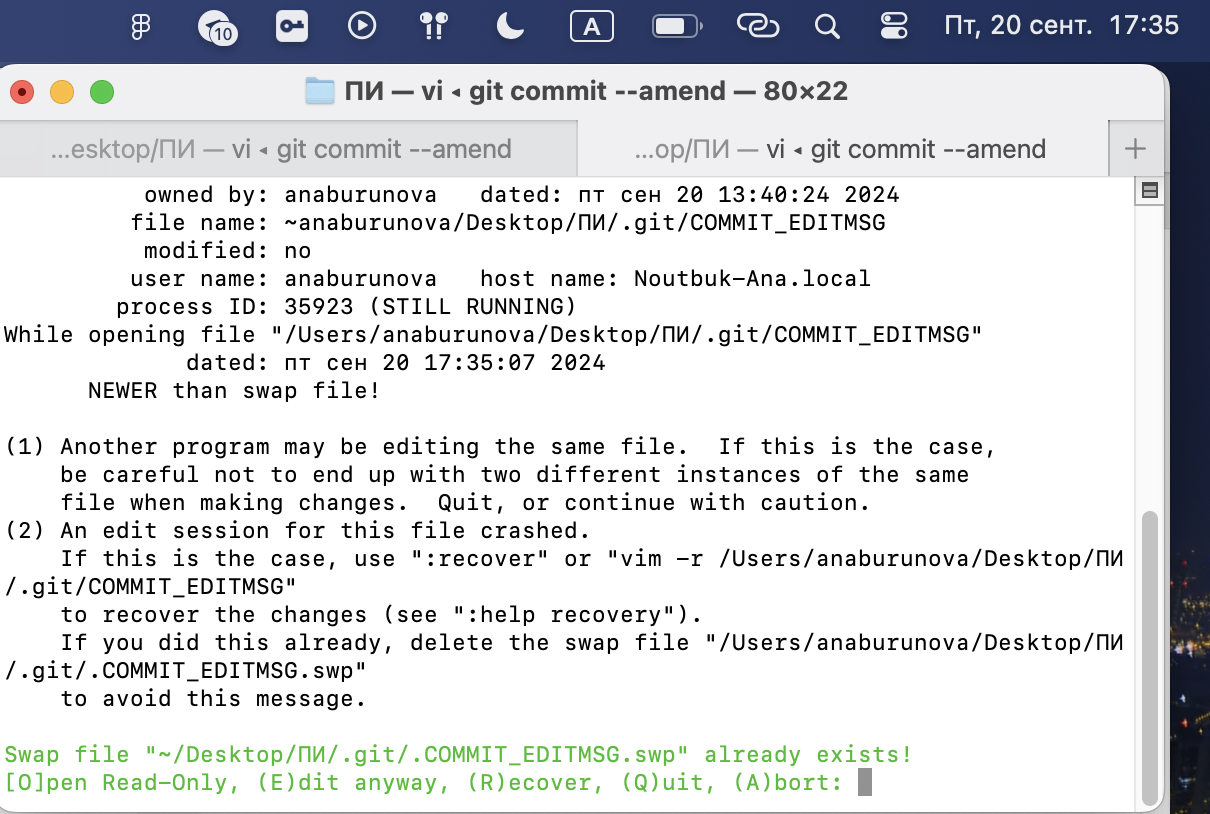 10
A
Пт, 20 сент. 17:35
ПИ — vi ◂ git commit --amend — 80×22
...esktop/ПИ — vi ◂ git commit --amend
...op/ПИ — vi ◂ git commit --amend
+
owned by: anaburunova   dated: пт сен 20 13:40:24 2024
file name: ~anaburunova/Desktop/ПИ/.git/COMMIT_EDITMSG
modified: no
user name: anaburunova   host name: Noutbuk-Ana.local
process ID: 35923 (STILL RUNNING)
While opening file "/Users/anaburunova/Desktop/ПИ/.git/COMMIT_EDITMSG"
dated: пт сен 20 17:35:07 2024
NEWER than swap file!
(1) Another program may be editing the same file.  If this is the case,
be careful not to end up with two different instances of the same
file when making changes.  Quit, or continue with caution.
(2) An edit session for this file crashed.
If this is the case, use ":recover" or "vim -r /Users/anaburunova/Desktop/ПИ
/.git/COMMIT_EDITMSG"
to recover the changes (see ":help recovery").
If you did this already, delete the swap file "/Users/anaburunova/Desktop/ПИ
/.git/.COMMIT_EDITMSG.swp"
to avoid this message.
Swap file "~/Desktop/ПИ/.git/.COMMIT_EDITMSG.swp" already exists!
[O]pen Read-Only, (E)dit anyway, (R)ecover, (Q)uit, (A)bort: